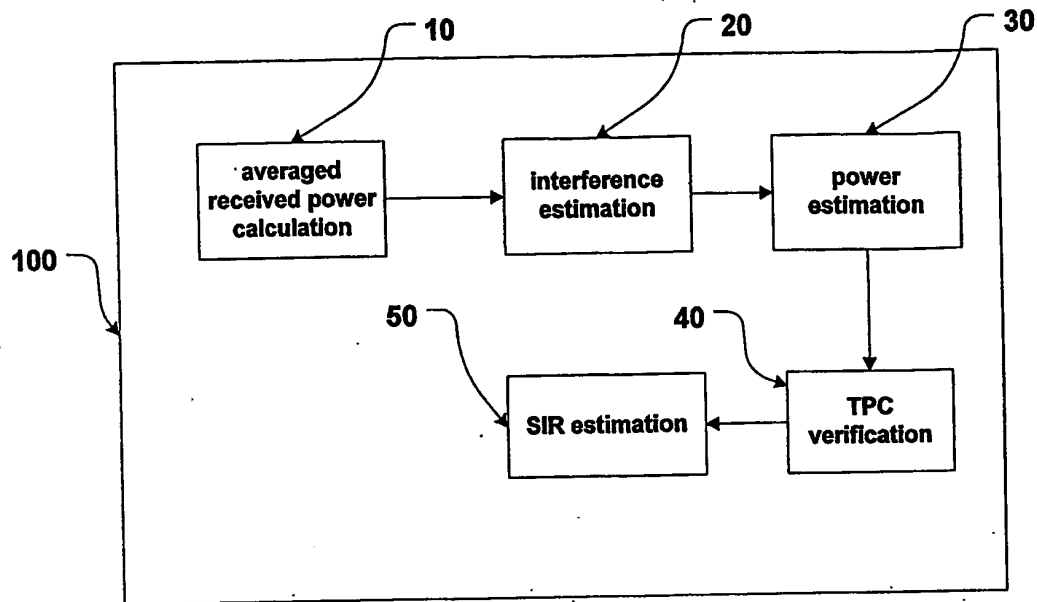 10
20
30
averaged
received power
calculation
interference
estimation
power
estimation
100
50
40
SIR estimation
TPC
verification